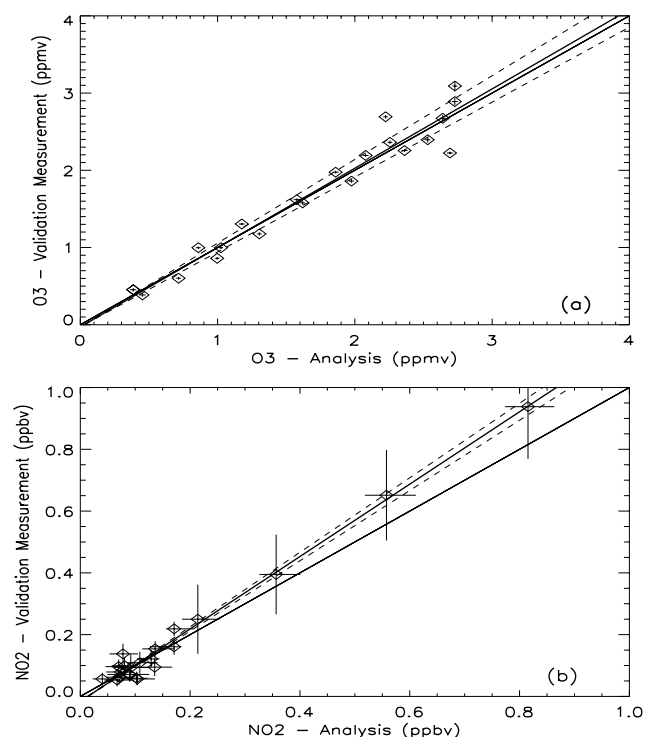 4
3
2
1
0
O3 – Validation Measurement (ppmv)
(a)
0 1 2 3 4
O3 – Analysis (ppmv)
1.0
0.8
0.6
0.4
0.2
0.0
NO2 – Validation Measurement (ppbv)
(b)
0.0 0.2 0.4 0.6 0.8 1.0
NO2 – Analysis (ppbv)